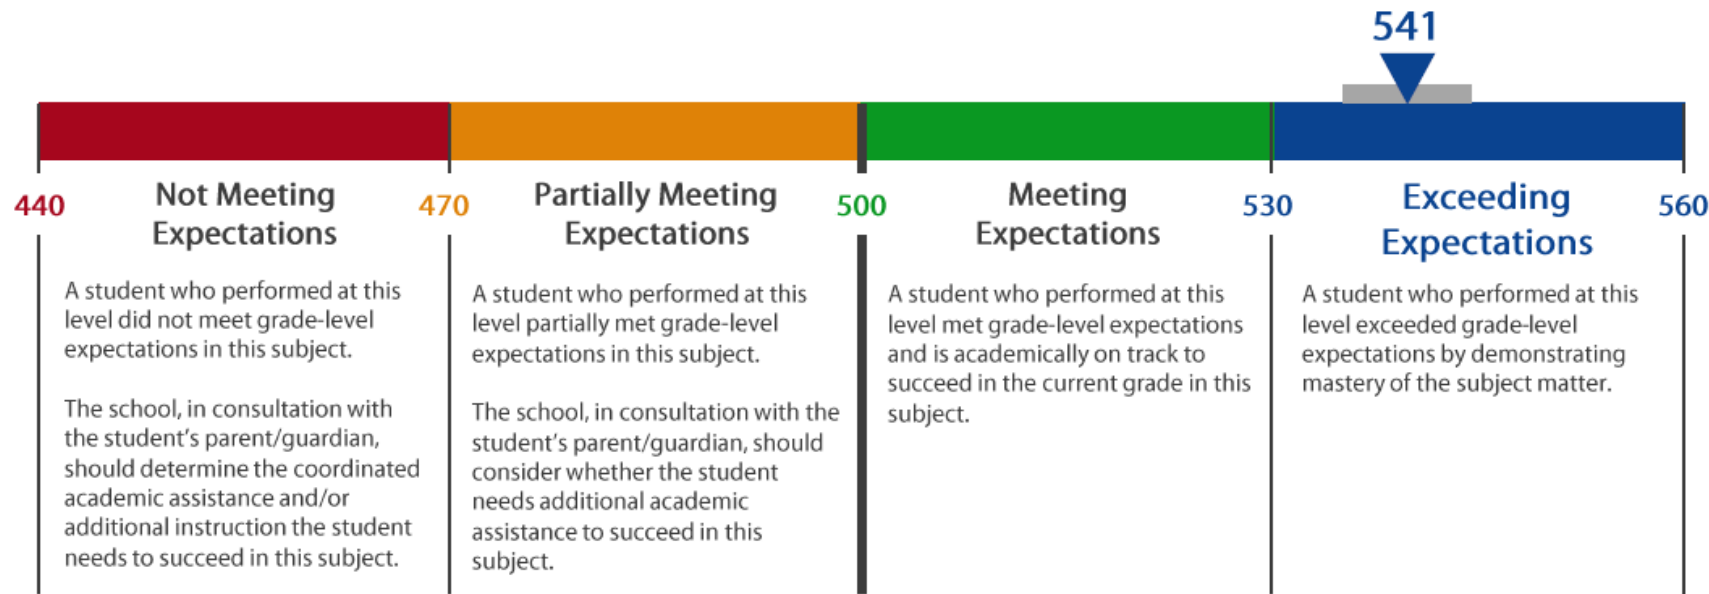 541
440
Not Meeting
Expectations
470
Partially Meeting
Expectations
500
Meeting
Expectations
530
Exceeding
Expectations
560
A student who performed at this
level did not meet grade-level
expectations in this subject.
The school, in consultation with
the student’s parent/guardian,
should determine the coordinated
academic assistance and/or
additional instruction the student
needs to succeed in this subject.
A student who performed at this
level partially met grade-level
expectations in this subject.
The school, in consultation with the
student’s parent/guardian, should
consider whether the student
needs additional academic
assistance to succeed in this
subject.
A student who performed at this
level met grade-level expectations
and is academically on track to
succeed in the current grade in this
subject.
A student who performed at this
level exceeded grade-level
expectations by demonstrating
mastery of the subject matter.